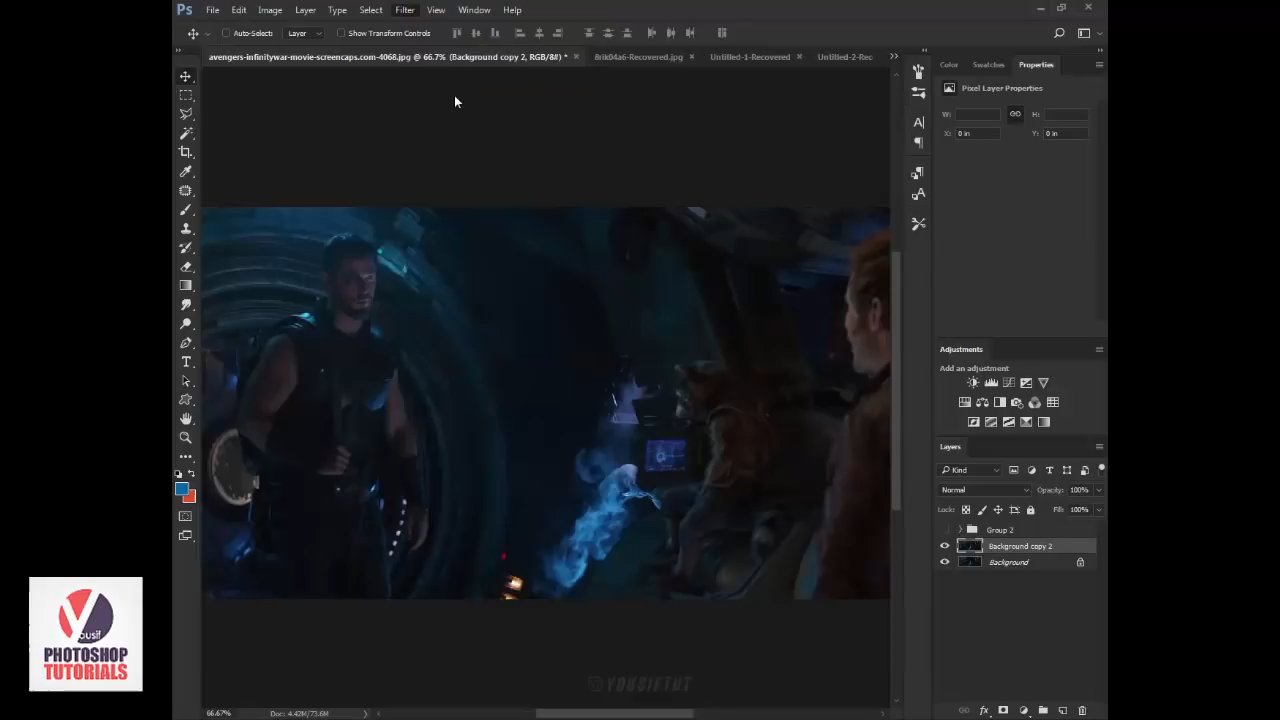 Ps File Edit Image Layer Type Select Filter View Window Help
Auto-Select: Layer Show Transform Controls
avengers-infinitywar-movie-screencaps.com-4068.jpg @ 66.7% (Background copy 2, RGB/8#) * Untitled-1-Recovered Untitled-2-Rec
Color Swatches Properties
Pixel Layer Properties
W: H:
X: 0 in Y: 0 in
Adjustments
Add an adjustment
Layers
Kind
Normal Opacity: 100%
Lock: Fill: 100%
Group 2
Background copy 2
Background
fx
66.67% Doc: 4.42M/73.6M
YOUSIFTUT
Yousif
PHOTOSHOP
TUTORIALS